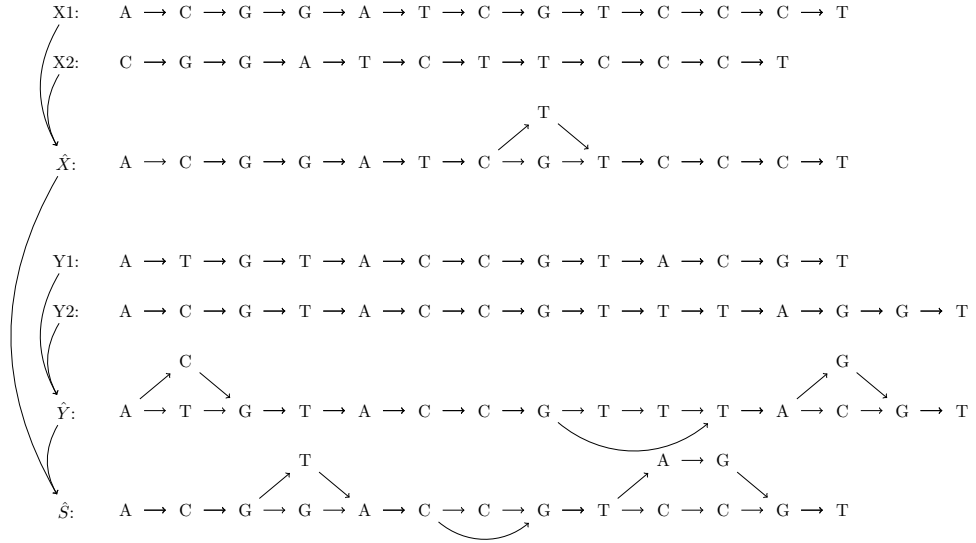 X1: A C G G A T C G T C C C T
X2: C G G A T C T T C C C T
T
X̂: A C G G A T C G T C C C T
Y1: A T G T A C C G T A C G T
Y2: A C G T A C C G T T T A G G T
C G
Ŷ: A T G T A C C G T T T A C G T
T A G
Ŝ: A C G G A C C G T C C G T